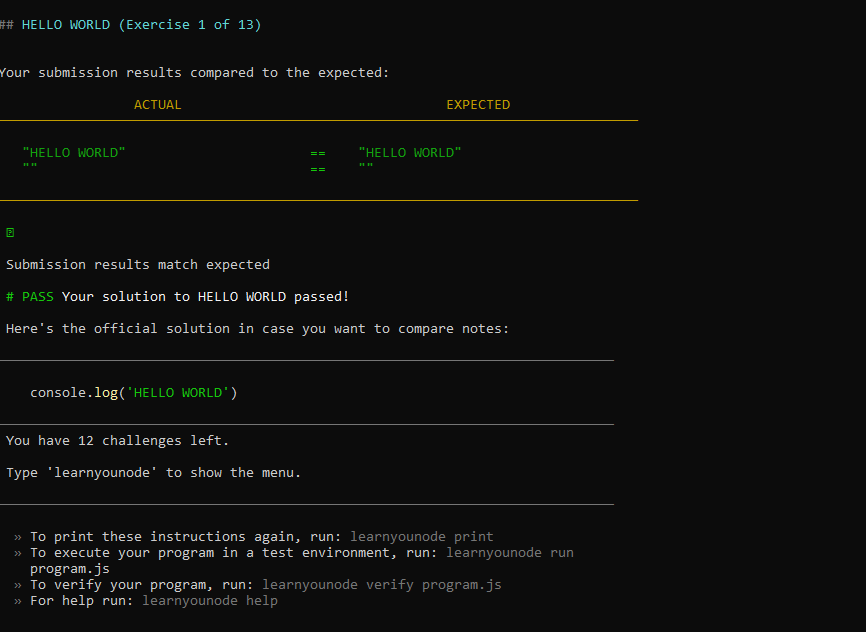 ## HELLO WORLD (Exercise 1 of 13)
Your submission results compared to the expected:
ACTUAL EXPECTED
"HELLO WORLD" == "HELLO WORLD"
"" == ""
Submission results match expected
# PASS Your solution to HELLO WORLD passed!
Here's the official solution in case you want to compare notes:
console.log('HELLO WORLD')
You have 12 challenges left.
Type 'learnyounode' to show the menu.
» To print these instructions again, run: learnyounode print
» To execute your program in a test environment, run: learnyounode run
program.js
» To verify your program, run: learnyounode verify program.js
» For help run: learnyounode help